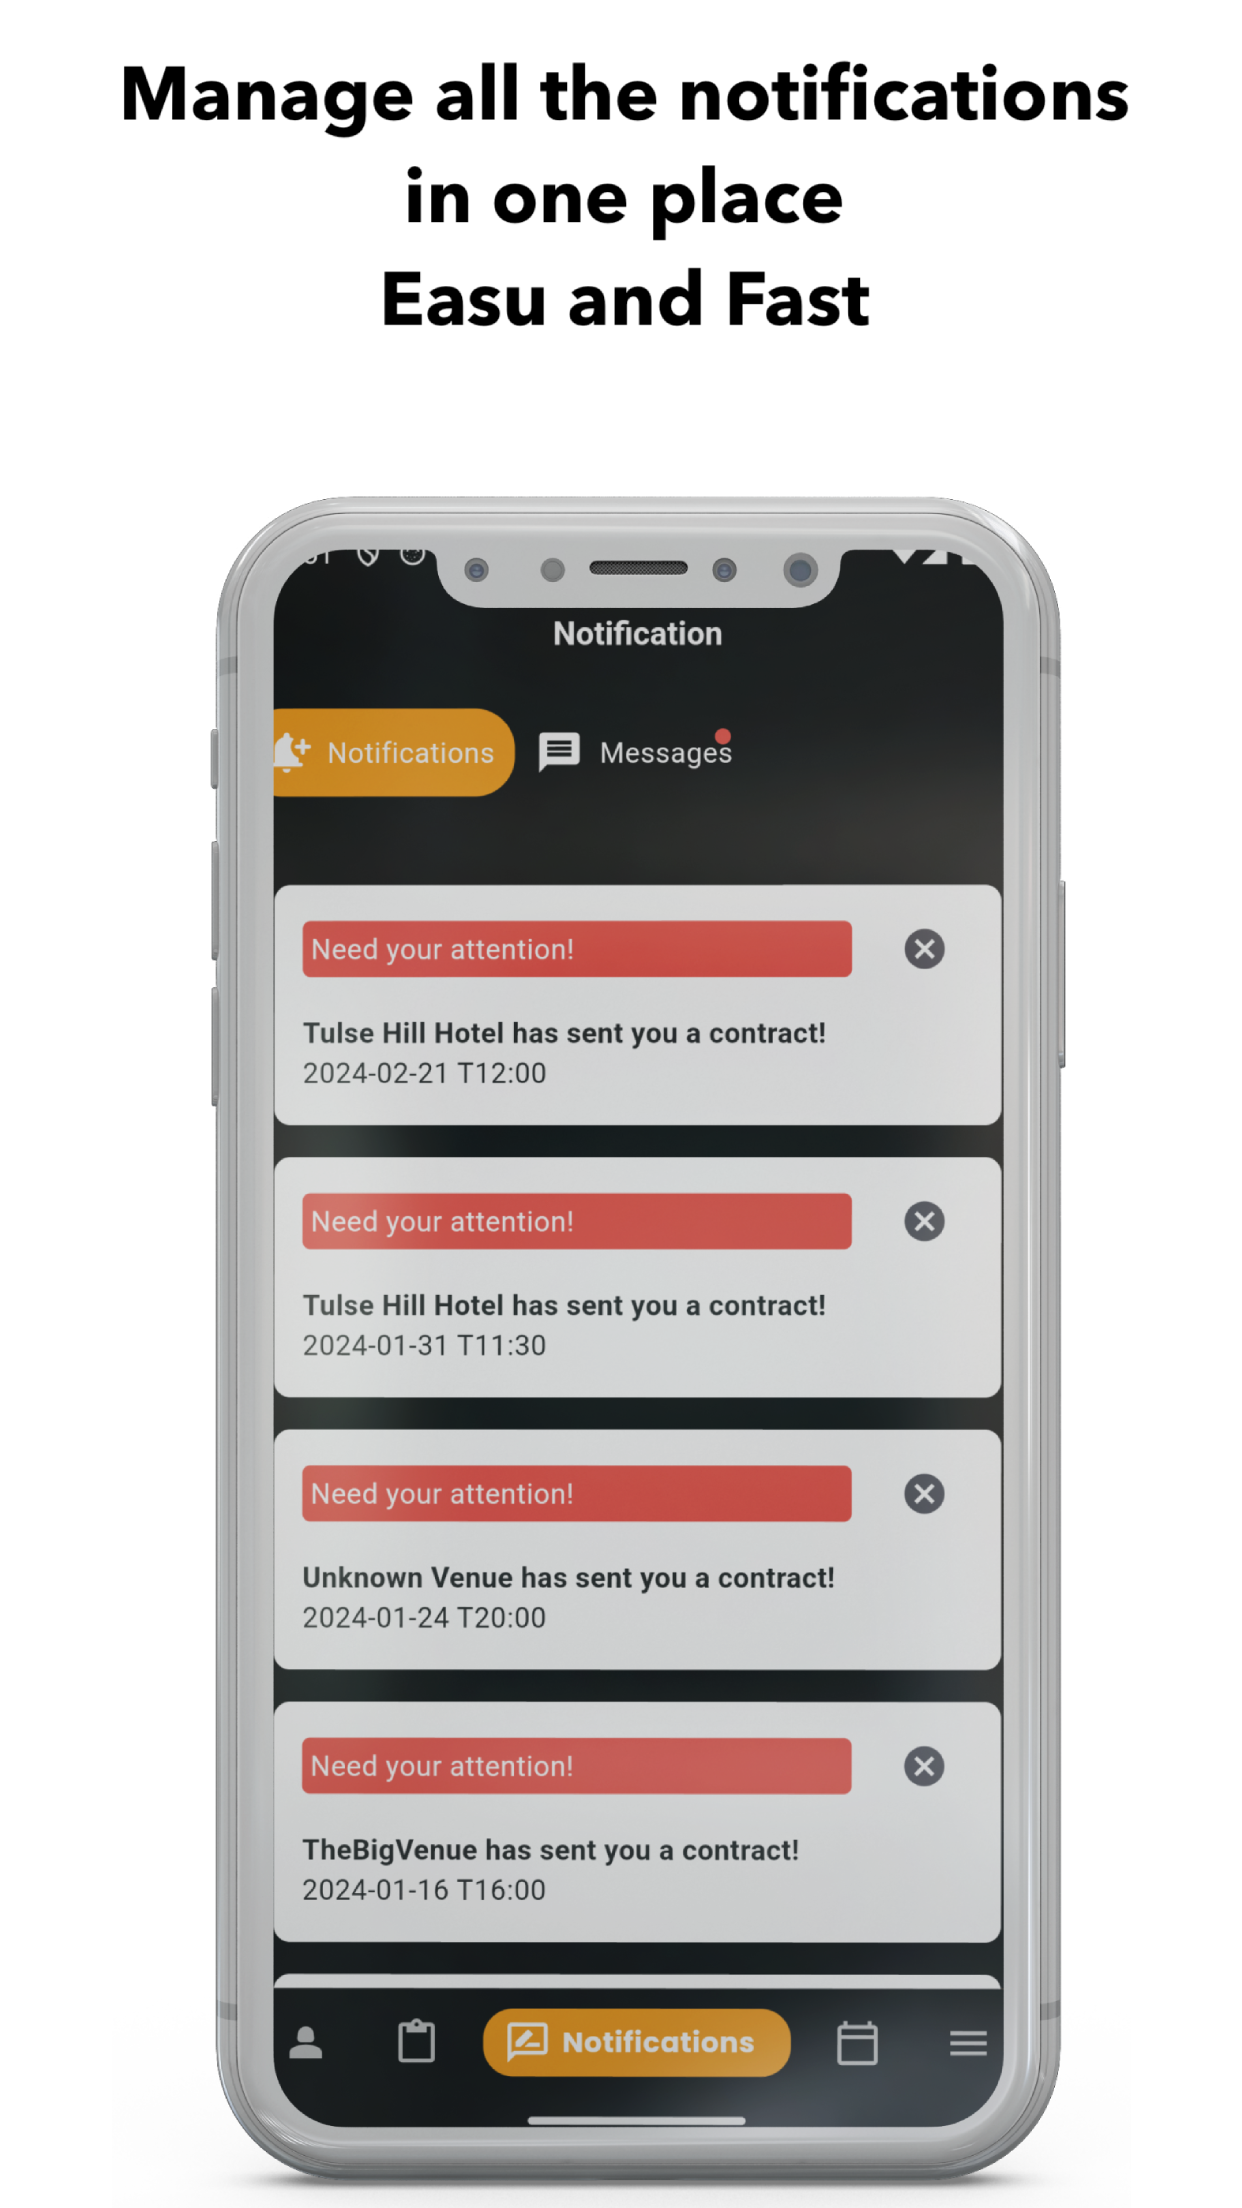 Manage all the notifications
in one place
Easu and Fast
Notification
Notifications
Messages
Need your attention!
Tulse Hill Hotel has sent you a contract!
2024-02-21 T12:00
Need your attention!
Tulse Hill Hotel has sent you a contract!
2024-01-31 T11:30
Need your attention!
Unknown Venue has sent you a contract!
2024-01-24 T20:00
Need your attention!
TheBigVenue has sent you a contract!
2024-01-16 T16:00
Notifications